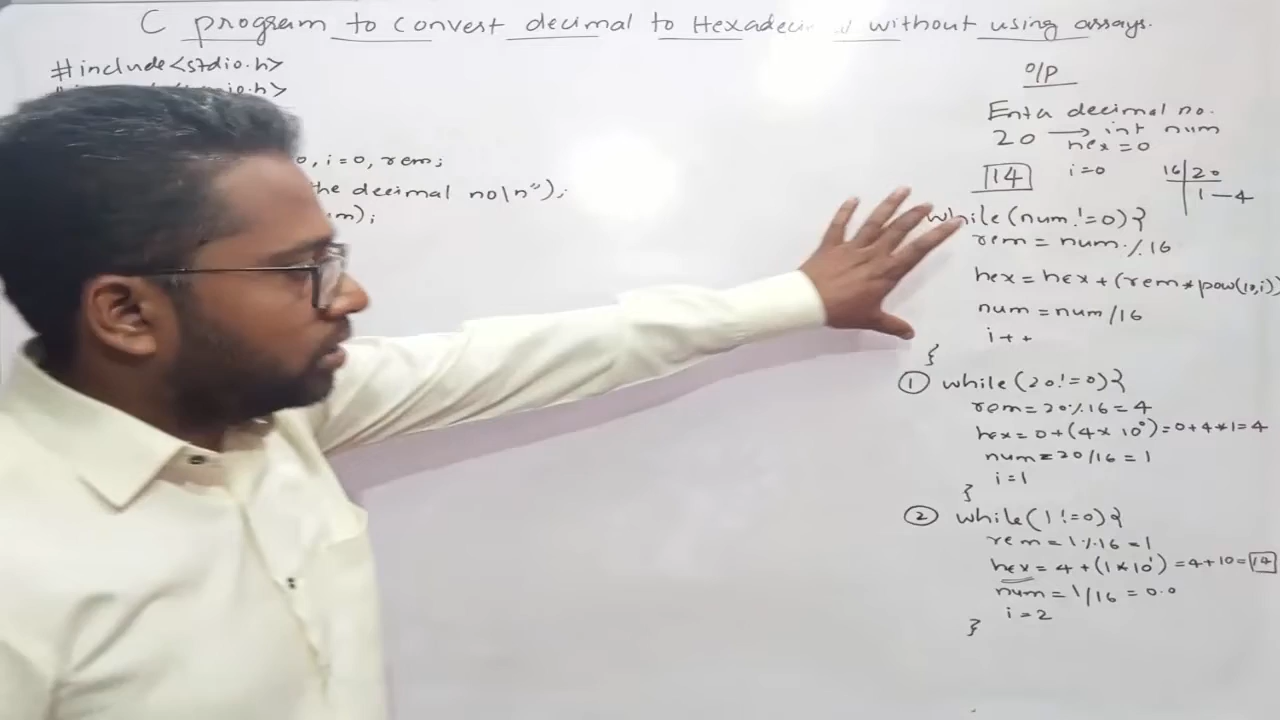 C program to Convert decimal to Hexadeci without using arrays.
#include<stdio.h>
io.h>
0, i=0, rem;
the decimal no\n");
m);
O/P
Enter decimal no.
20 → int num
hex=0
14
i=0
16 20
1 - 4
while(num!=0){
rem = num % 16
hex = hex + (rem * pow(10,i))
num = num/16
i++
}
① while(20!=0){
rem=20%16=4
hex=0+(4×10⁰)=0+4*1=4
num=20/16=1
i=1
}
② while(1!=0){
rem=1%16=1
hex=4+(1*10¹)=4+10=14
num=1/16=0.0
i=2
}